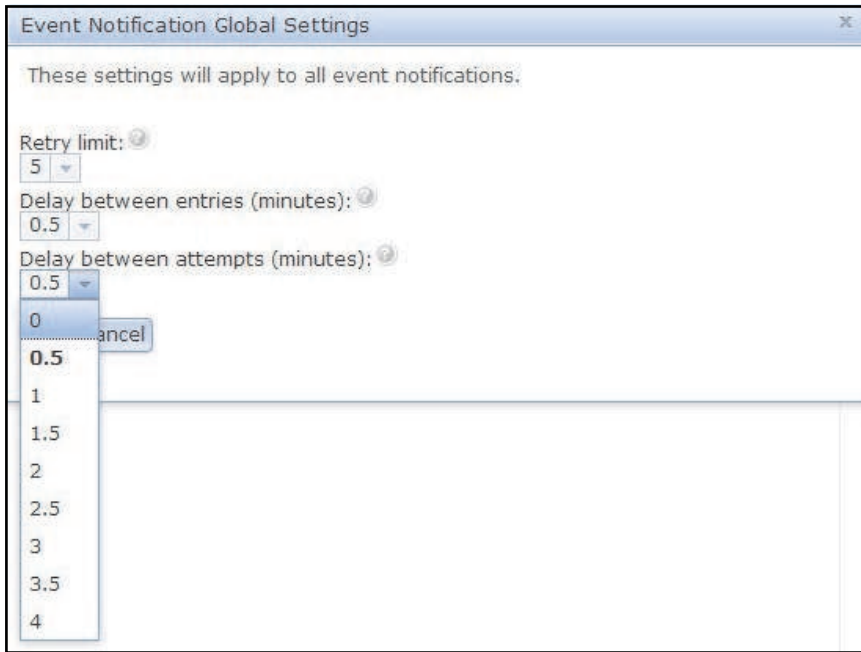 Event Notification Global Settings x
These settings will apply to all event notifications.
Retry limit: ?
5
Delay between entries (minutes): ?
0.5
Delay between attempts (minutes): ?
0.5
0
ancel
0.5
1
1.5
2
2.5
3
3.5
4